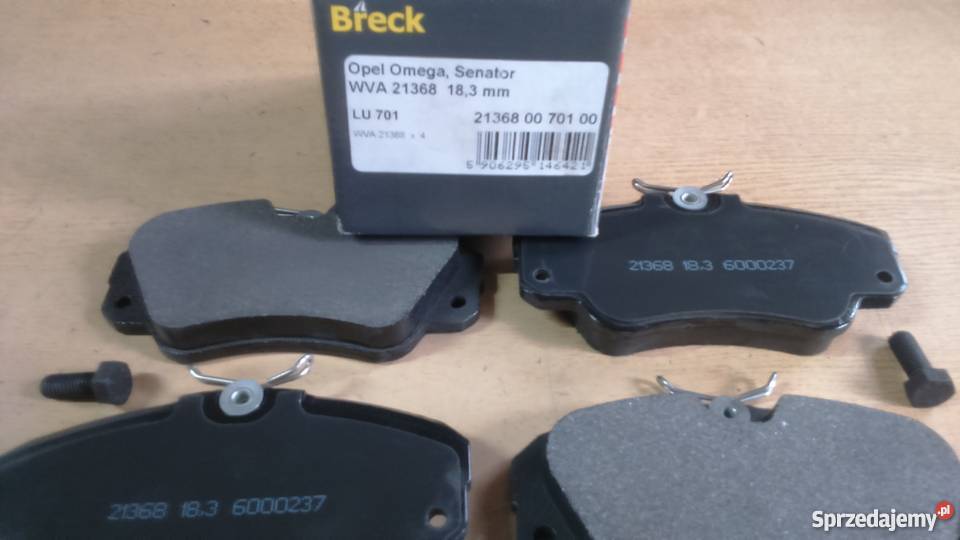 Breck
Opel Omega, Senator
WVA 21368 18,3 mm
LU 701 21368 00 701 00
WVA 21368 x 4
5 906295 146421
21368 18.3 6000237
21368 18.3 6000237
Sprzedajemy.pl